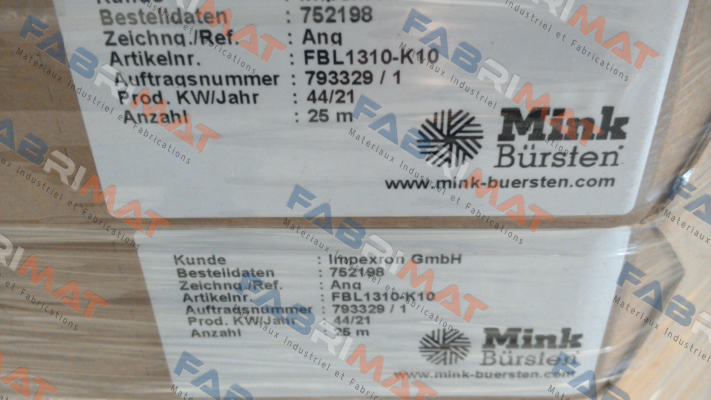 Bestelldaten : 752198
Zeichng./Ref. : Ang
Artikelnr. : FBL1310-K10
Auftragsnummer : 793329 / 1
Prod. KW/Jahr : 44/21
Anzahl : 25 m
Mink
Bürsten
www.mink-buersten.com
Kunde : Impexron GmbH
Bestelldaten : 752198
Zeichng./Ref. : Ang
Artikelnr. : FBL1310-K10
Auftragsnummer : 793329 / 1
Prod. KW/Jahr : 44/21
Anzahl : 25 m
Mink
Bürsten
www.mink-buersten.com
FABRIMAT
Materiaux Industriel et Fabrications